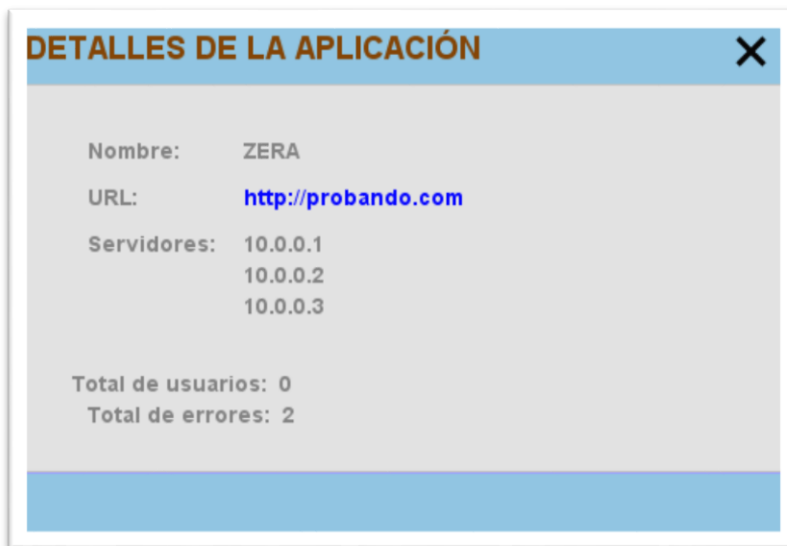 DETALLES DE LA APLICACIÓN
Nombre: ZERA
URL: http://probando.com
Servidores: 10.0.0.1
10.0.0.2
10.0.0.3
Total de usuarios: 0
Total de errores: 2